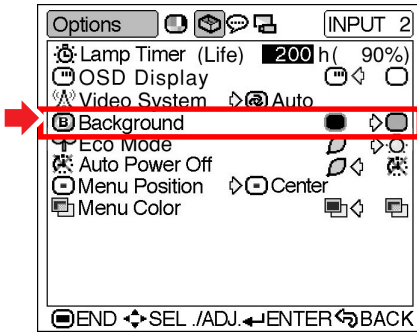 Options INPUT 2
Lamp Timer (Life) 200 h( 90%)
OSD Display
Video System Auto
B Background
Eco Mode
Auto Power Off
Menu Position Center
Menu Color
END SEL ./ADJ. ENTER BACK